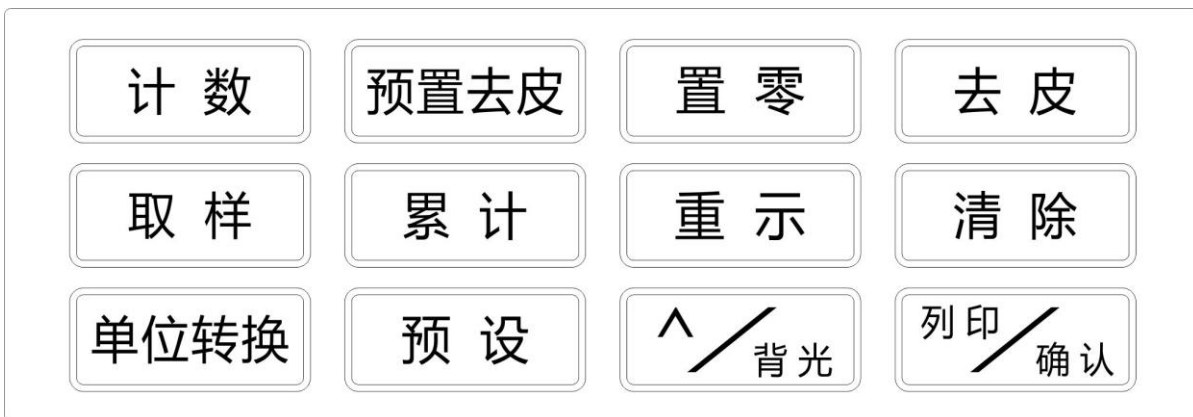 计数 预置去皮 置零 去皮
取样 累计 重示 清除
单位转换 预设 ^/背光 列印/确认